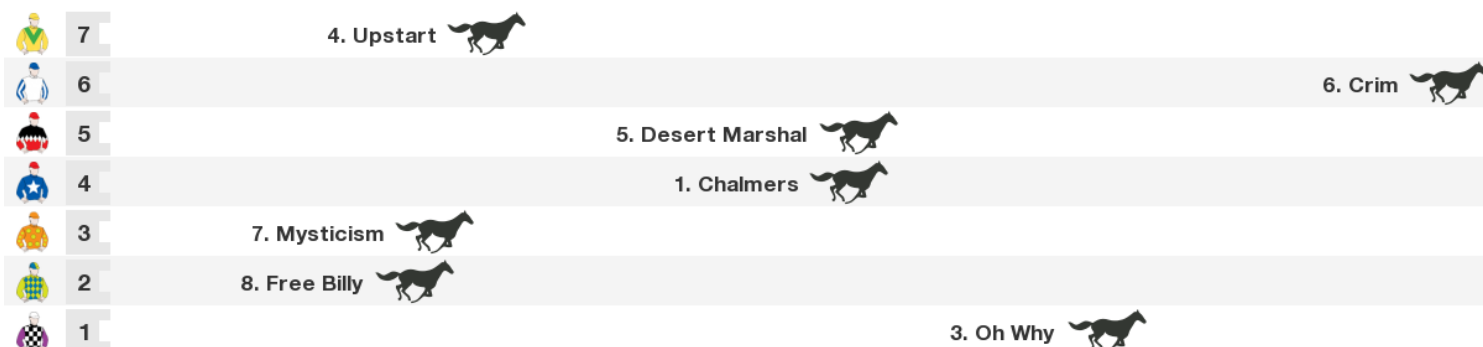 7 4. Upstart
6 6. Crim
5 5. Desert Marshal
4 1. Chalmers
3 7. Mysticism
2 8. Free Billy
1 3. Oh Why